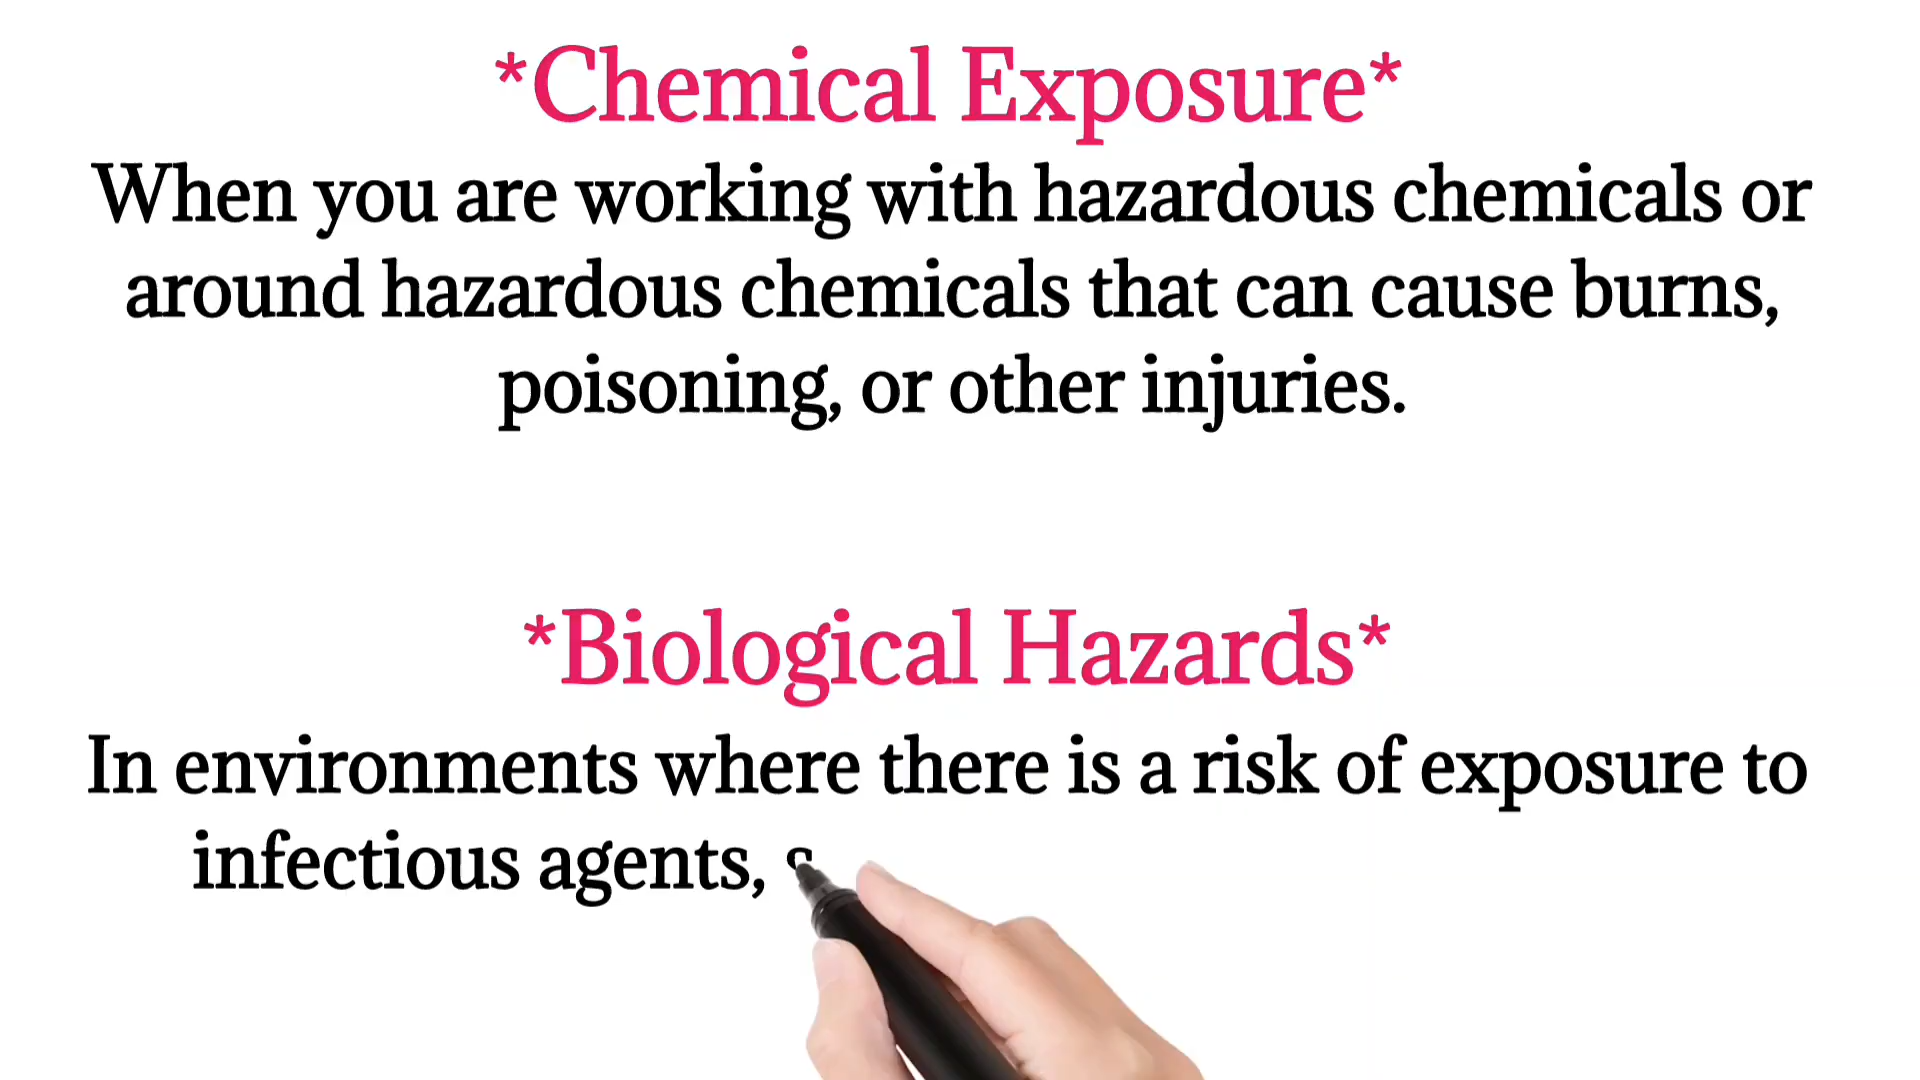 *Chemical Exposure*
When you are working with hazardous chemicals or
around hazardous chemicals that can cause burns,
poisoning, or other injuries.
*Biological Hazards*
In environments where there is a risk of exposure to
infectious agents,